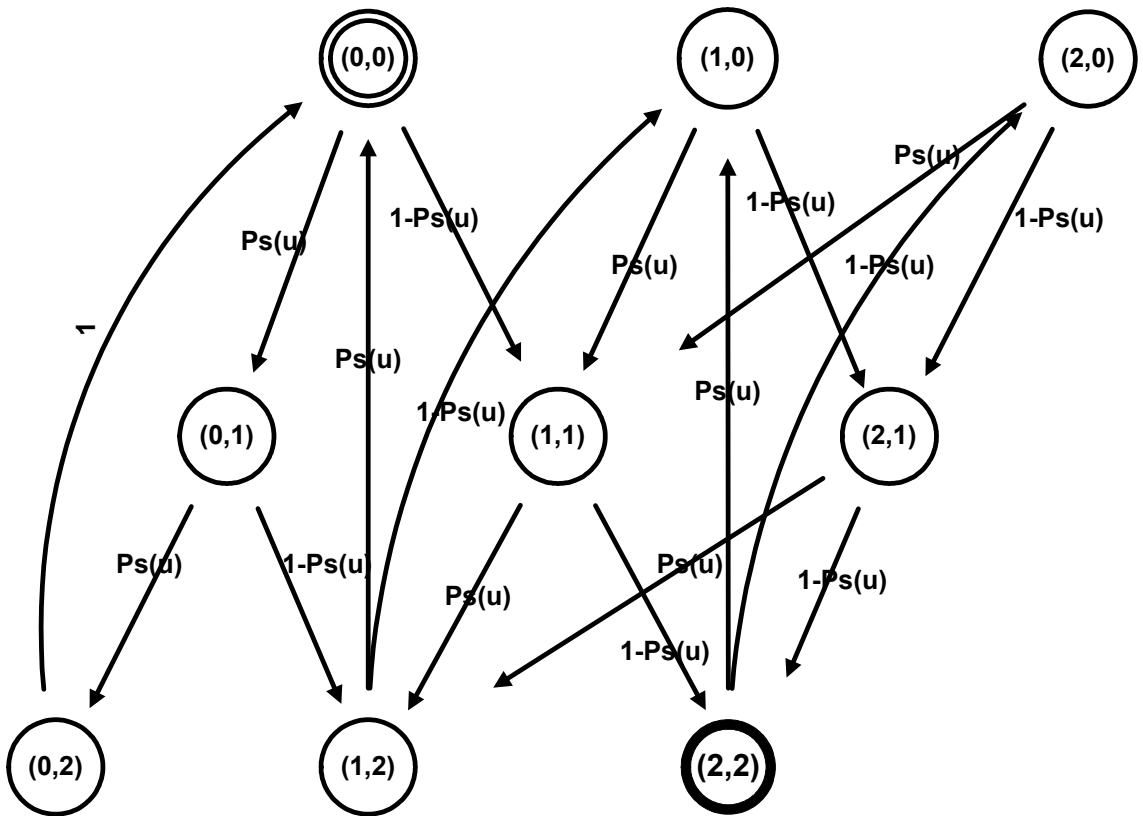 (0,0)
(1,0)
(2,0)
Ps(u)
1-Ps(u)
1-Ps(u)
1-Ps(u)
Ps(u)
Ps(u)
1-Ps(u)
1
Ps(u)
Ps(u)
1-Ps(u)
(0,1)
(1,1)
(2,1)
Ps(u)
1-Ps(u)
Ps(u)
1-Ps(u)
Ps(u)
1-Ps(u)
(0,2)
(1,2)
(2,2)